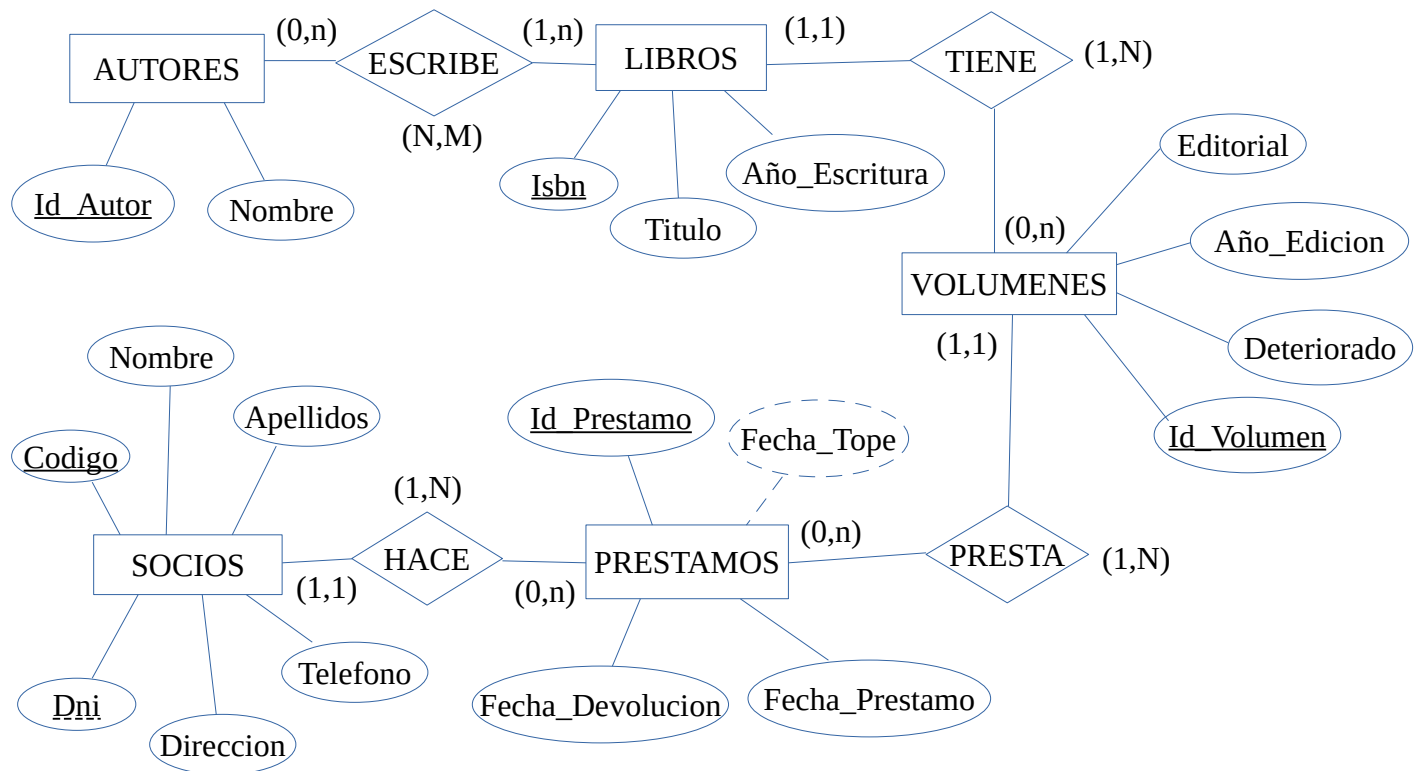 (0,n)
(1,n)
(1,1)
AUTORES
ESCRIBE
LIBROS
TIENE
(1,N)
(N,M)
Editorial
Id_Autor
Nombre
Isbn
Titulo
Año_Escritura
(0,n)
Año_Edicion
VOLUMENES
(1,1)
Deteriorado
Id_Volumen
Nombre
Apellidos
Codigo
Id_Prestamo
Fecha_Tope
(1,N)
SOCIOS
HACE
PRESTAMOS
(0,n)
PRESTA
(1,N)
(1,1)
(0,n)
Telefono
Dni
Direccion
Fecha_Devolucion
Fecha_Prestamo